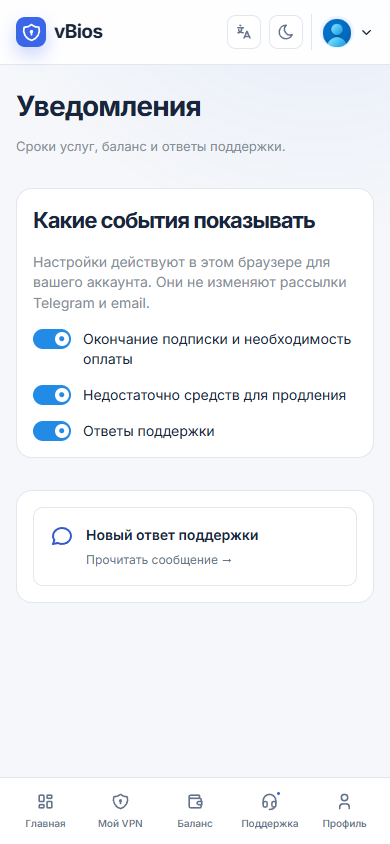 vBios
Уведомления
Сроки услуг, баланс и ответы поддержки.
Какие события показывать
Настройки действуют в этом браузере для
вашего аккаунта. Они не изменяют рассылки
Telegram и email.
Окончание подписки и необходимость
оплаты
Недостаточно средств для продления
Ответы поддержки
Новый ответ поддержки
Прочитать сообщение →
Главная
Мой VPN
Баланс
Поддержка
Профиль